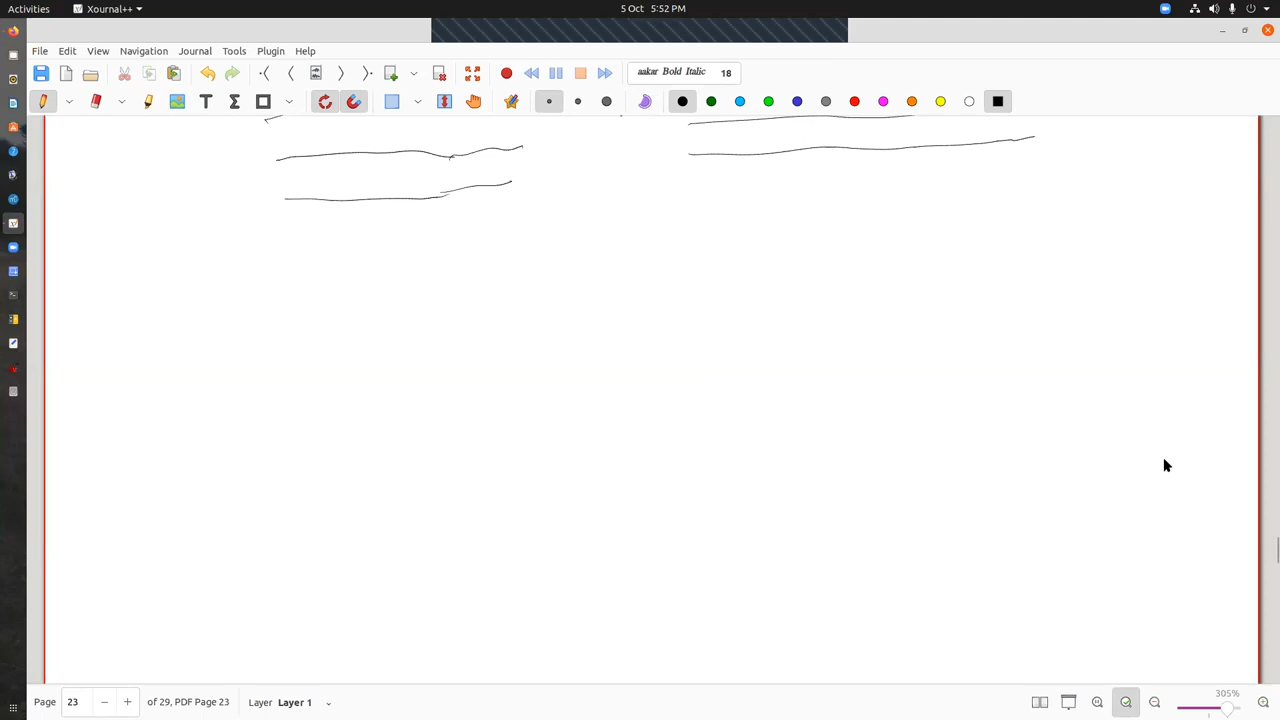 Activities Xournal++ 5 Oct 5:52 PM
File Edit View Navigation Journal Tools Plugin Help
aakar Bold Italic 18
305%
Page 23 of 29, PDF Page 23 Layer Layer 1